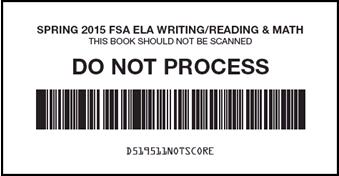 SPRING 2015 FSA ELA WRITING/READING & MATH
THIS BOOK SHOULD NOT BE SCANNED
DO NOT PROCESS
D519511NOTSCORE